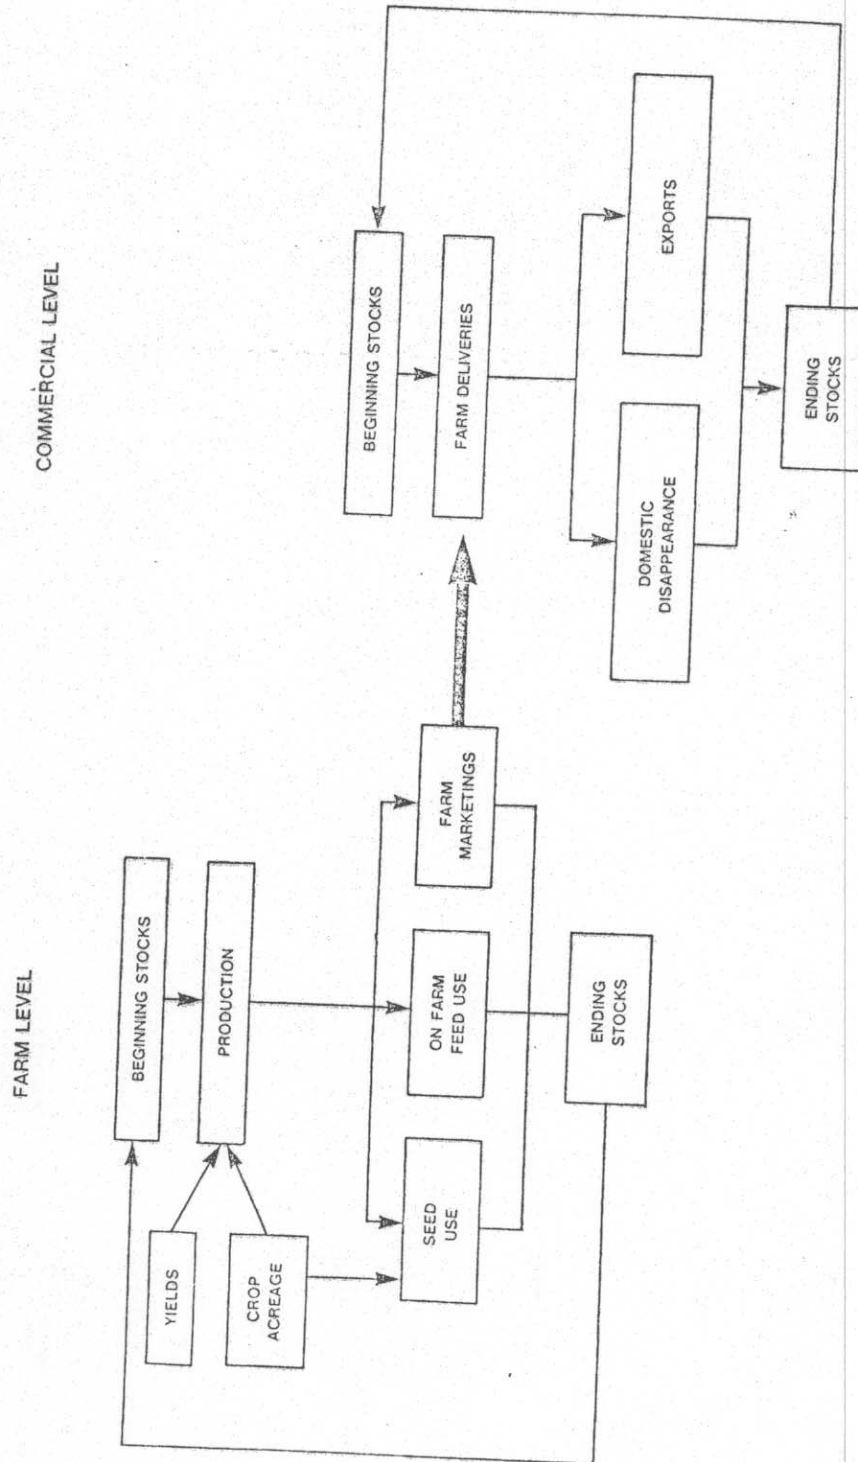 FARM LEVEL
BEGINNING STOCKS
YIELDS
PRODUCTION
CROP
ACREAGE
SEED
USE
ON FARM
FEED USE
FARM
MARKETINGS
ENDING
STOCKS
COMMERCIAL LEVEL
BEGINNING STOCKS
FARM DELIVERIES
DOMESTIC
DISAPPEARANCE
EXPORTS
ENDING
STOCKS